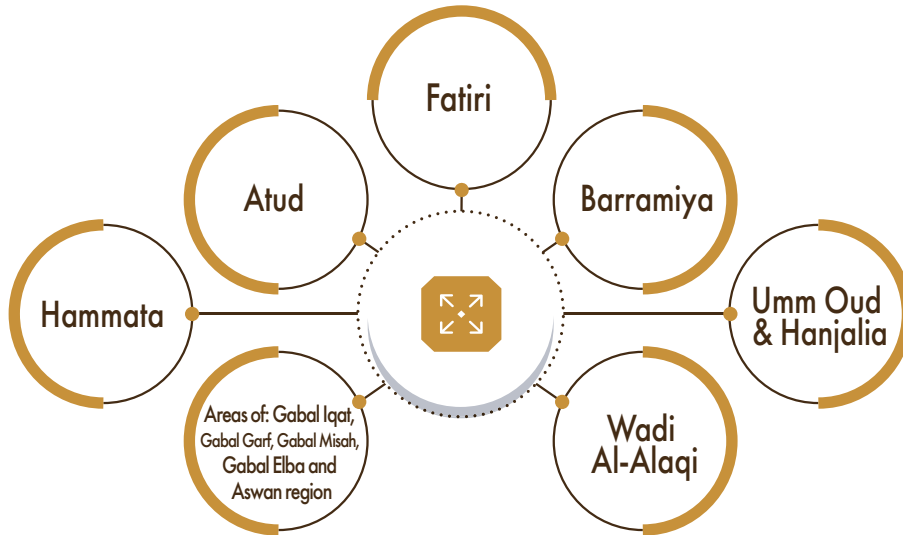 Fatiri
Atud
Barramiya
Hammata
Umm Oud
& Hanjalia
Areas of: Gabal Iqat,
Gabal Garf, Gabal Misah,
Gabal Elba and
Aswan region
Wadi
Al-Alaqi